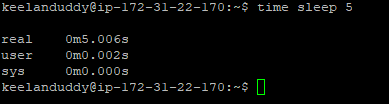 keelanduddy@ip-172-31-22-170:~$ time sleep 5
real    0m5.006s
user    0m0.002s
sys     0m0.000s
keelanduddy@ip-172-31-22-170:~$